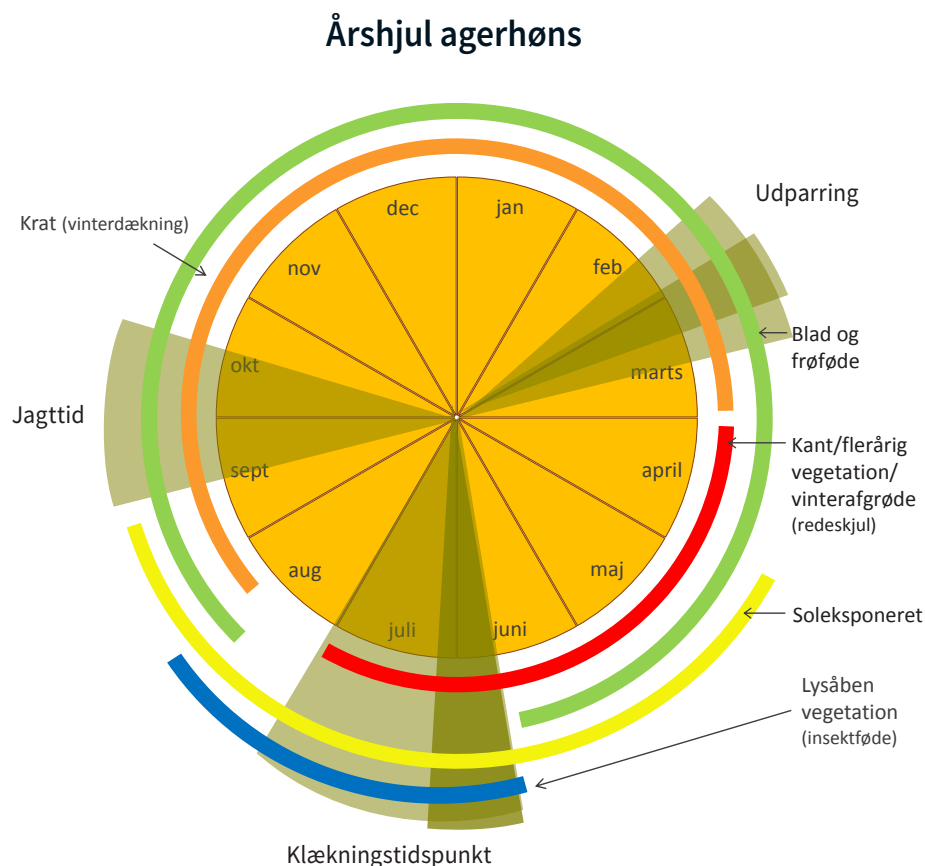 Årshjul agerhøns
Udparring
Krat (vinterdækning)
dec
jan
nov
feb
Blad og
frøføde
okt
marts
Jagttid
Kant/flerårig
vegetation/
vinterafgrøde
(redeskjul)
sept
april
aug
maj
Soleksponeret
juli
juni
Lysåben
vegetation
(insektføde)
Klækningstidspunkt